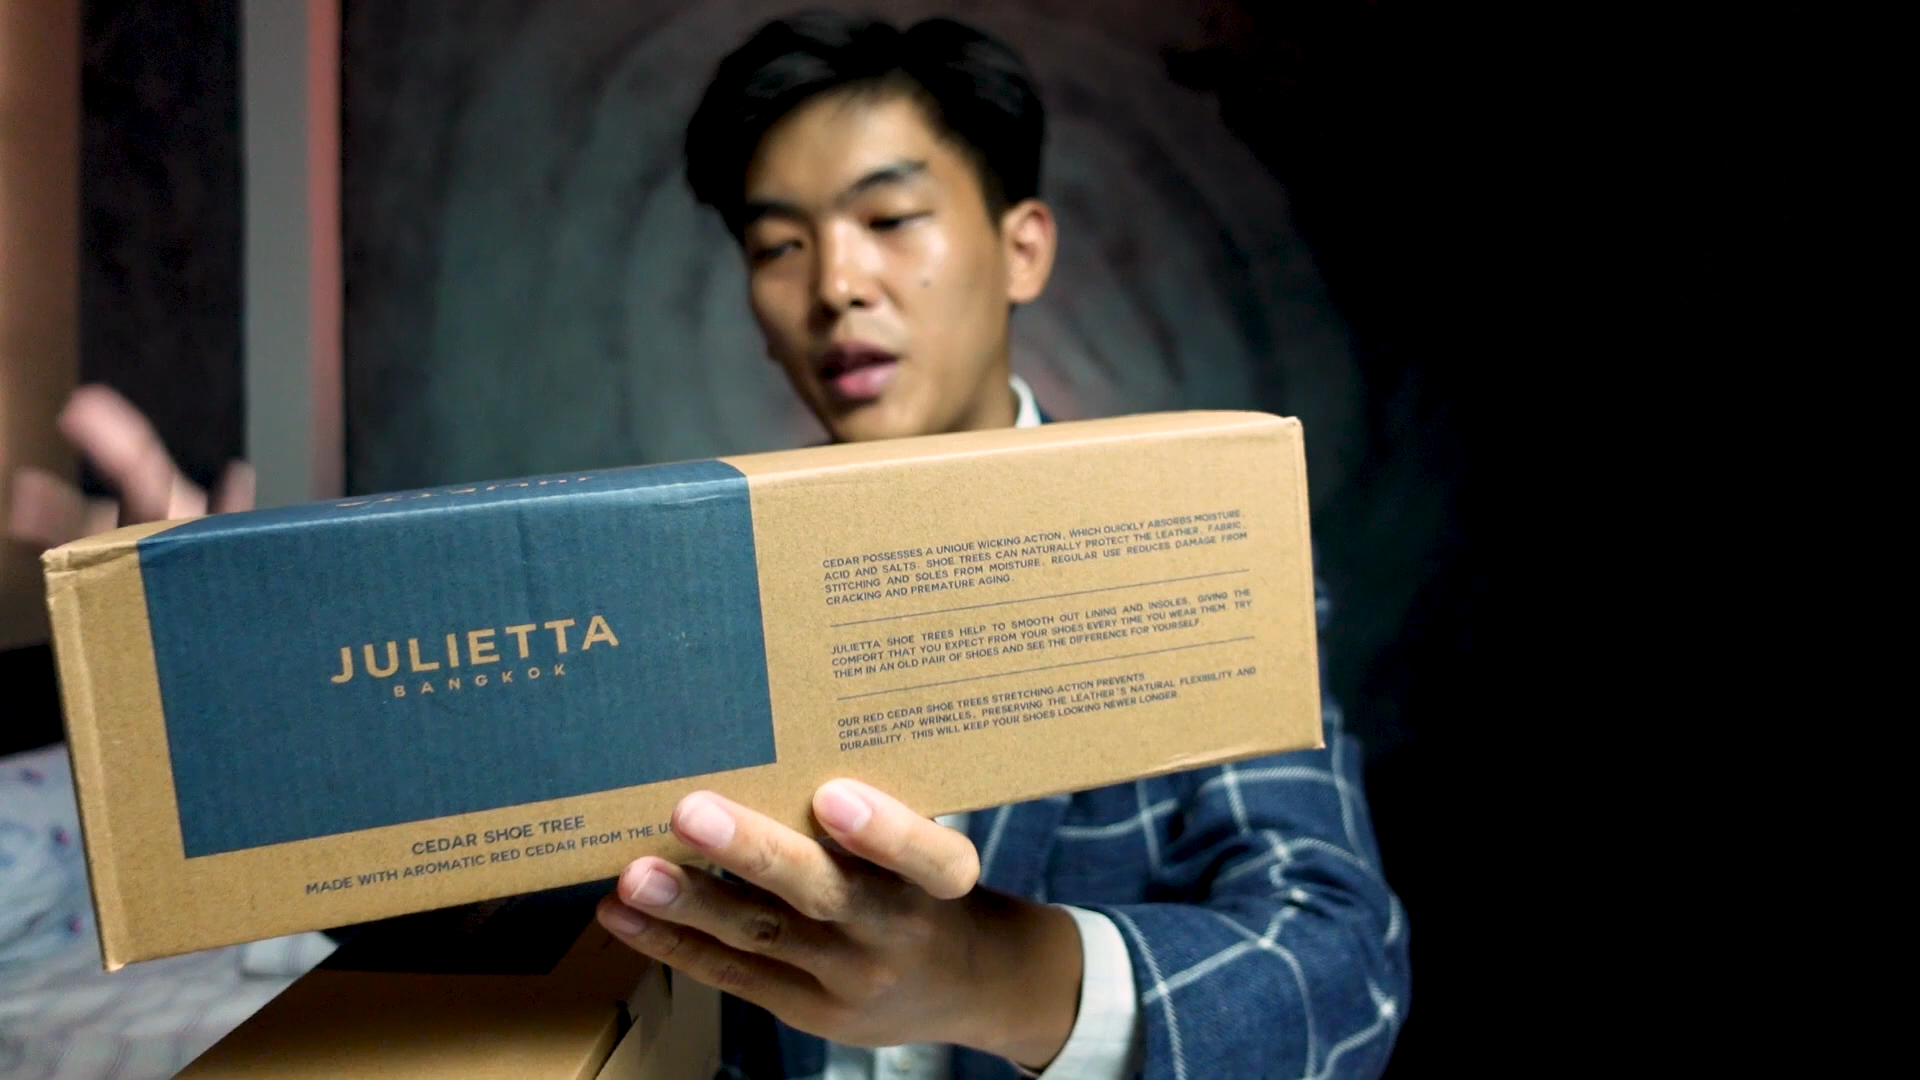 JULIETTA
BANGKOK
CEDAR SHOE TREE
MADE WITH AROMATIC RED CEDAR FROM THE US
CEDAR POSSESSES A UNIQUE WICKING ACTION, WHICH QUICKLY ABSORBS MOISTURE,
ACID AND SALTS. SHOE TREES CAN NATURALLY PROTECT THE LEATHER, FABRIC,
STITCHING AND SOLES FROM MOISTURE. REGULAR USE REDUCES DAMAGE FROM
CRACKING AND PREMATURE AGING.
JULIETTA SHOE TREES HELP TO SMOOTH OUT LINING AND INSOLES, GIVING THE
COMFORT THAT YOU EXPECT FROM YOUR SHOES EVERY TIME YOU WEAR THEM. TRY
THEM IN AN OLD PAIR OF SHOES AND SEE THE DIFFERENCE FOR YOURSELF.
OUR RED CEDAR SHOE TREES STRETCHING ACTION PREVENTS
CREASES AND WRINKLES, PRESERVING THE LEATHER'S NATURAL FLEXIBILITY AND
DURABILITY. THIS WILL KEEP YOUR SHOES LOOKING NEWER LONGER.